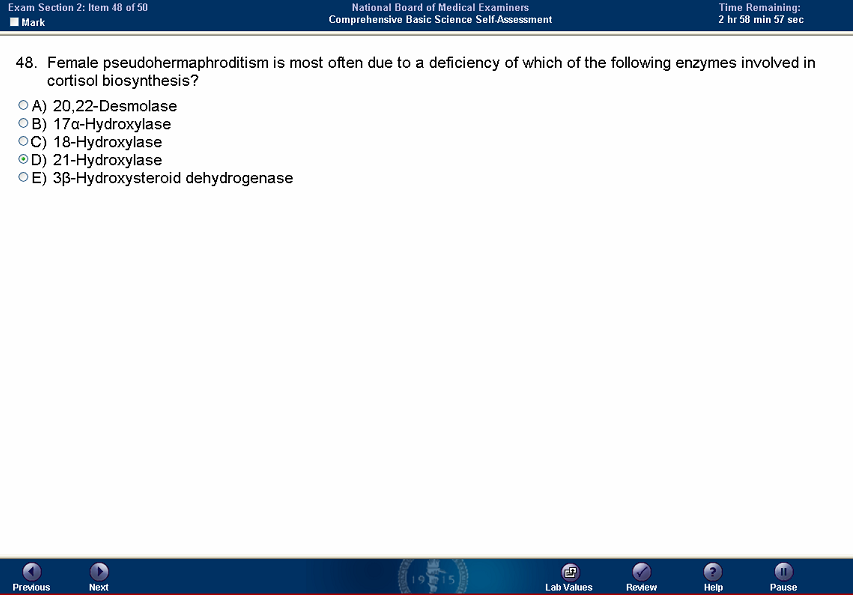 Exam Section 2: Item 48 of 50
National Board of Medical Examiners
Time Remaining:
Mark
Comprehensive Basic Science Self-Assessment
2 hr 58 min 57 sec
48. Female pseudohermaphroditism is most often due to a deficiency of which of the following enzymes involved in
cortisol biosynthesis?
A) 20,22-Desmolase
B) 17α-Hydroxylase
C) 18-Hydroxylase
D) 21-Hydroxylase
E) 3β-Hydroxysteroid dehydrogenase
19 15
Previous
Next
Lab Values
Review
Help
Pause